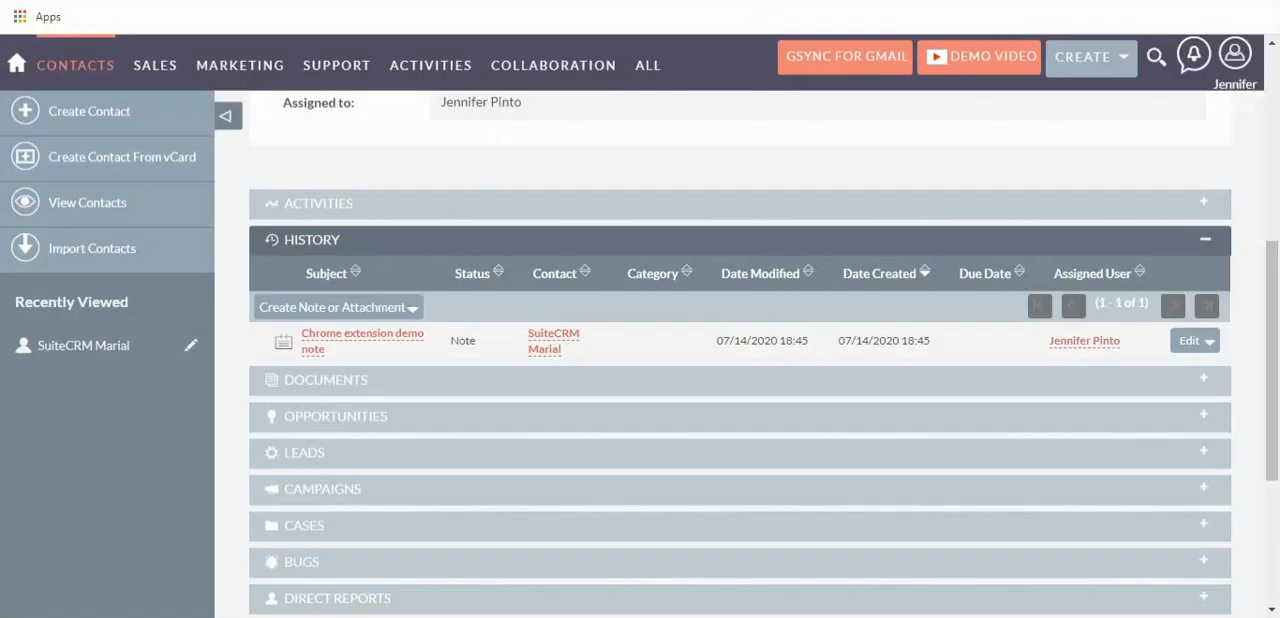 Apps
CONTACTS SALES MARKETING SUPPORT ACTIVITIES COLLABORATION ALL GSYNC FOR GMAIL DEMO VIDEO CREATE
Jennifer
Create Contact
Create Contact From vCard
View Contacts
Import Contacts
Recently Viewed
SuiteCRM Marial
Assigned to: Jennifer Pinto
ACTIVITIES
HISTORY
Subject Status Contact Category Date Modified Date Created Due Date Assigned User
Create Note or Attachment (1 - 1 of 1)
Chrome extension demo note Note SuiteCRM Marial 07/14/2020 18:45 07/14/2020 18:45 Jennifer Pinto Edit
DOCUMENTS
OPPORTUNITIES
LEADS
CAMPAIGNS
CASES
BUGS
DIRECT REPORTS